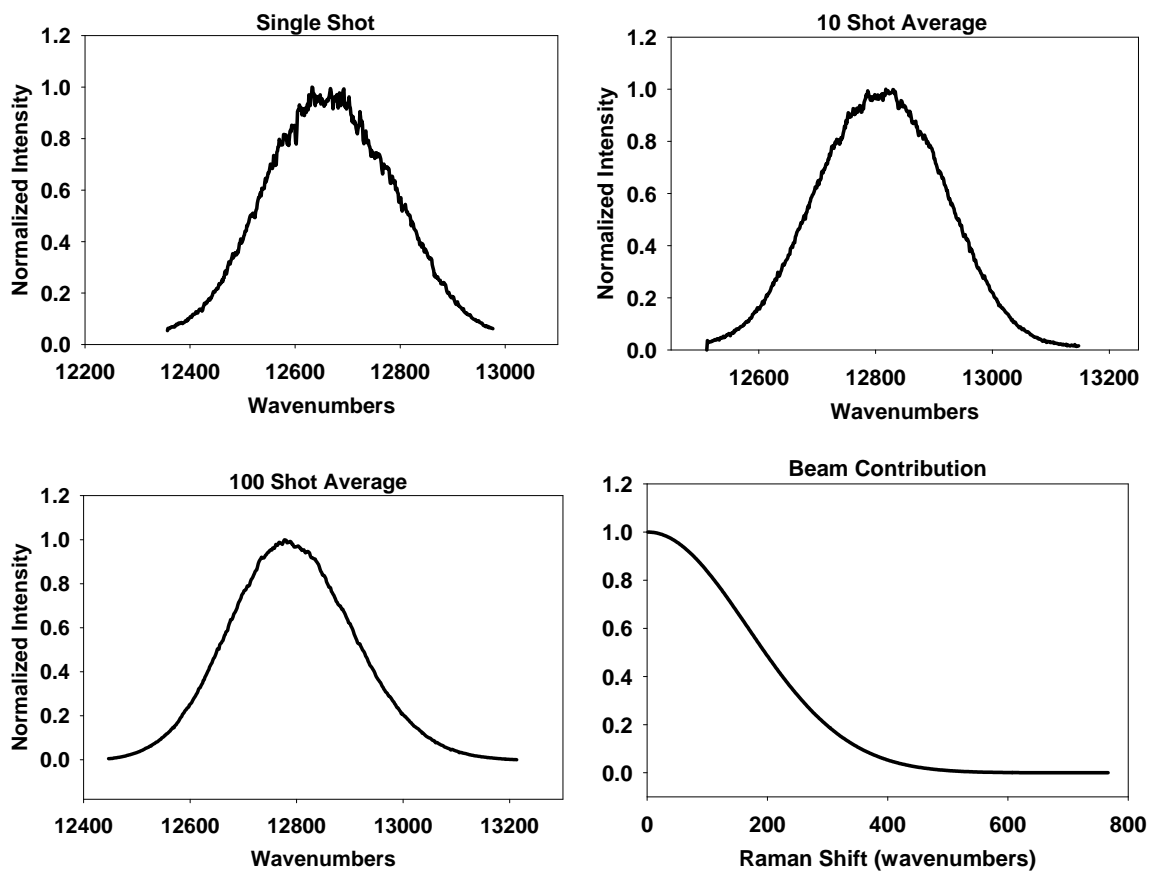 Single Shot
1.2
1.0
0.8
0.6
0.4
0.2
0.0
Normalized Intensity
12200 12400 12600 12800 13000
Wavenumbers
10 Shot Average
1.2
1.0
0.8
0.6
0.4
0.2
0.0
Normalized Intensity
12600 12800 13000 13200
Wavenumbers
100 Shot Average
1.2
1.0
0.8
0.6
0.4
0.2
0.0
Normalized Intensity
12400 12600 12800 13000 13200
Wavenumbers
Beam Contribution
1.2
1.0
0.8
0.6
0.4
0.2
0.0
0 200 400 600 800
Raman Shift (wavenumbers)